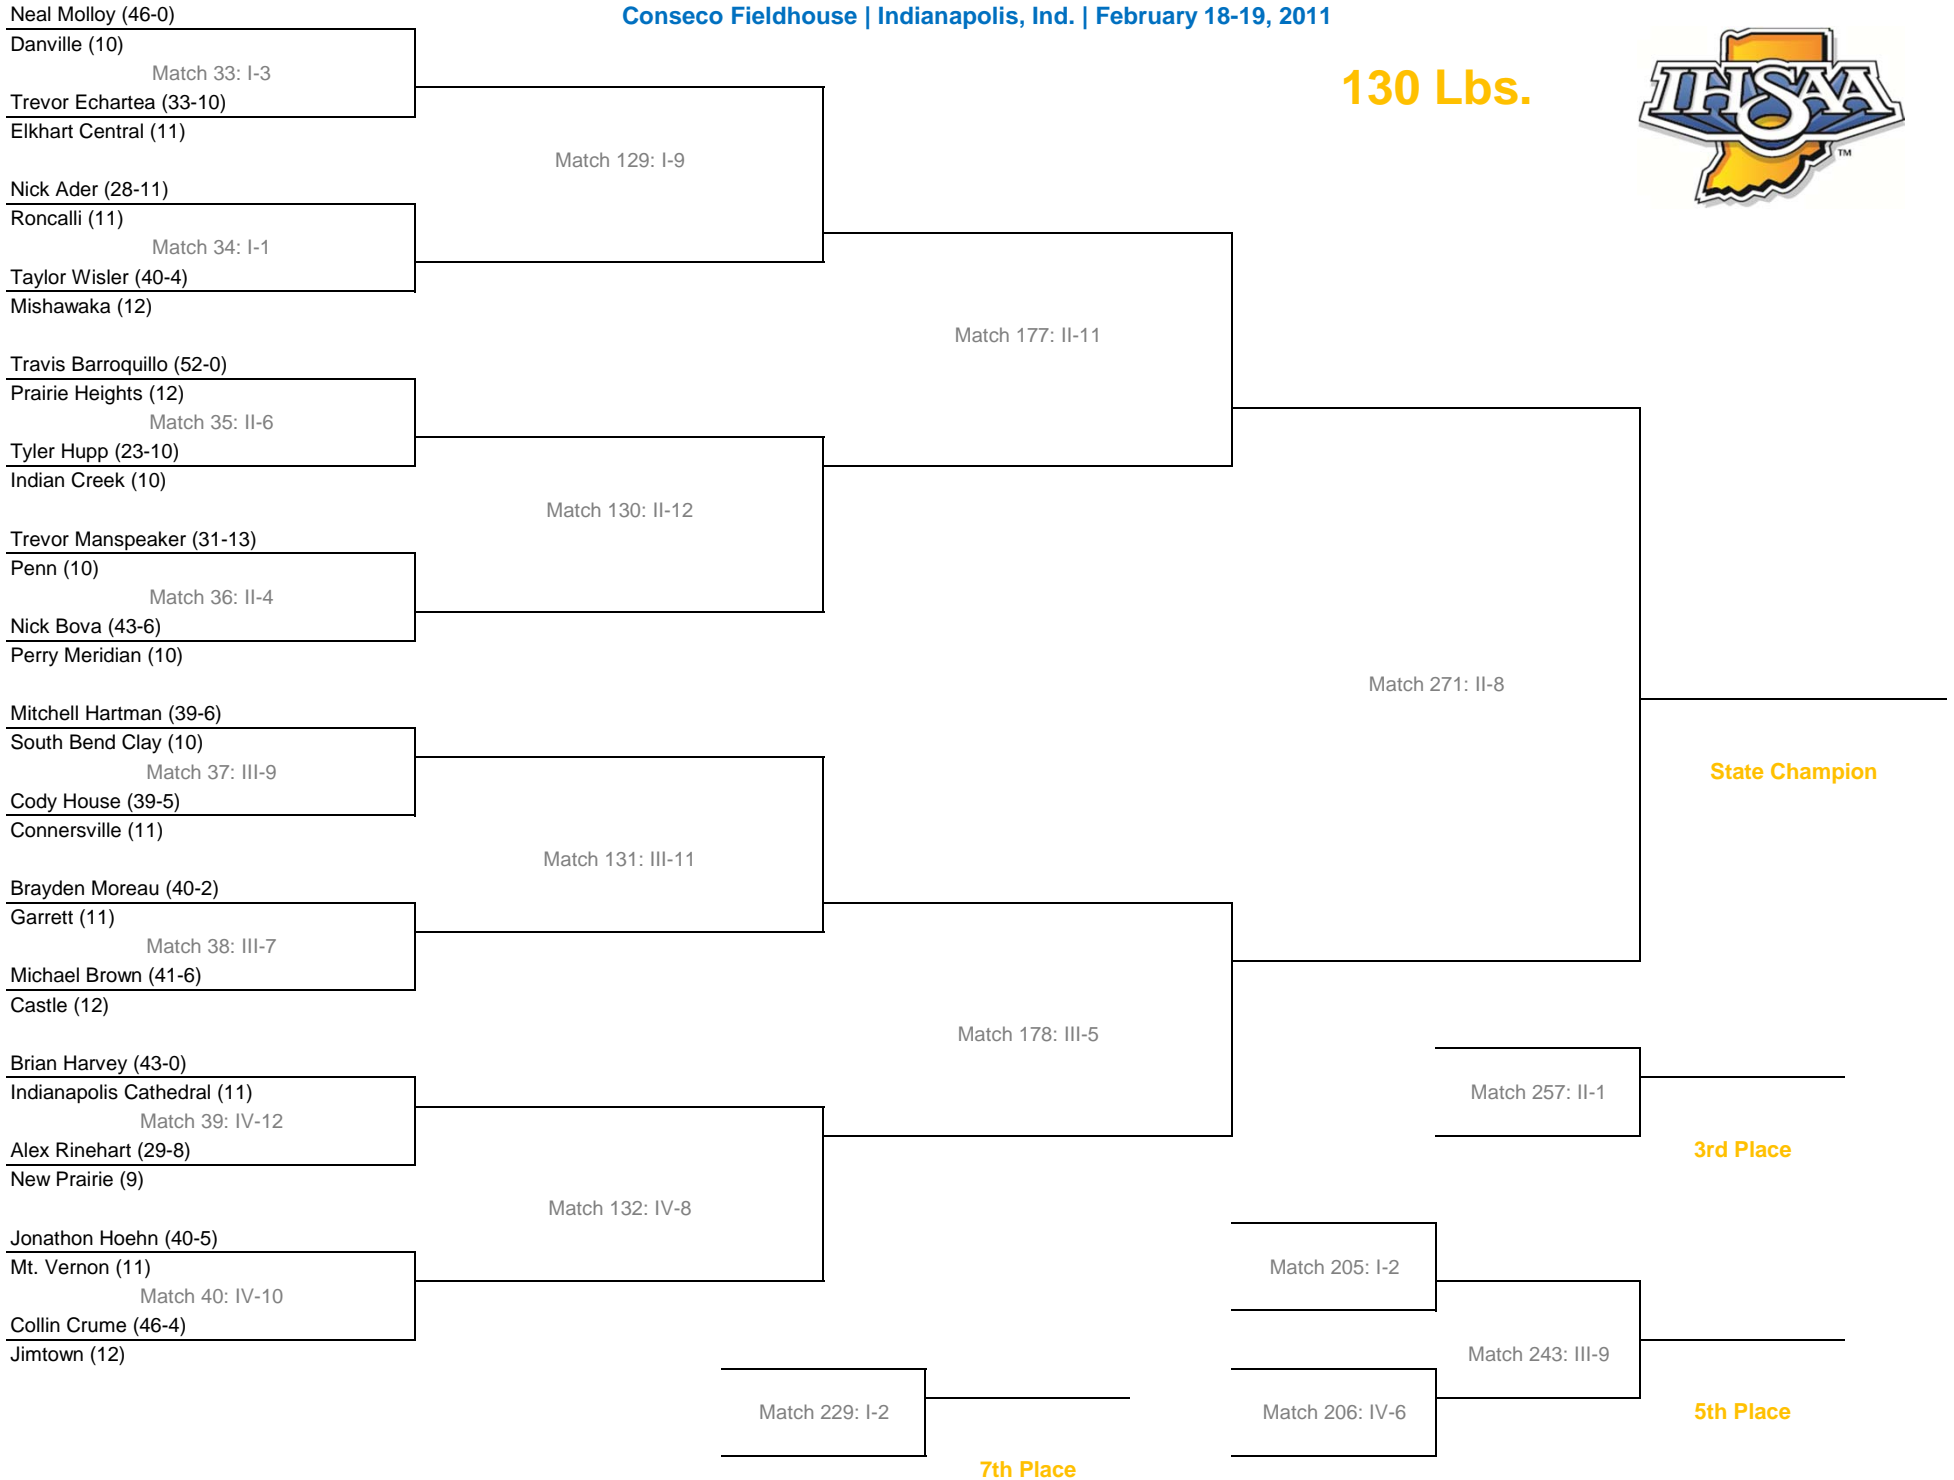 Conseco Fieldhouse | Indianapolis, Ind. | February 18-19, 2011
130 Lbs.
IHSAA
TM
Neal Molloy (46-0)
Danville (10)
Match 33: I-3
Trevor Echartea (33-10)
Elkhart Central (11)
Match 129: I-9
Nick Ader (28-11)
Roncalli (11)
Match 34: I-1
Taylor Wisler (40-4)
Mishawaka (12)
Match 177: II-11
Travis Barroquillo (52-0)
Prairie Heights (12)
Match 35: II-6
Tyler Hupp (23-10)
Indian Creek (10)
Match 130: II-12
Trevor Manspeaker (31-13)
Penn (10)
Match 36: II-4
Nick Bova (43-6)
Perry Meridian (10)
Match 271: II-8
Mitchell Hartman (39-6)
South Bend Clay (10)
Match 37: III-9
State Champion
Cody House (39-5)
Connersville (11)
Match 131: III-11
Brayden Moreau (40-2)
Garrett (11)
Match 38: III-7
Michael Brown (41-6)
Castle (12)
Match 178: III-5
Brian Harvey (43-0)
Indianapolis Cathedral (11)
Match 257: II-1
Match 39: IV-12
Alex Rinehart (29-8)
3rd Place
New Prairie (9)
Match 132: IV-8
Jonathon Hoehn (40-5)
Mt. Vernon (11)
Match 205: I-2
Match 40: IV-10
Collin Crume (46-4)
Jimtown (12)
Match 243: III-9
Match 229: I-2
Match 206: IV-6
5th Place
7th Place